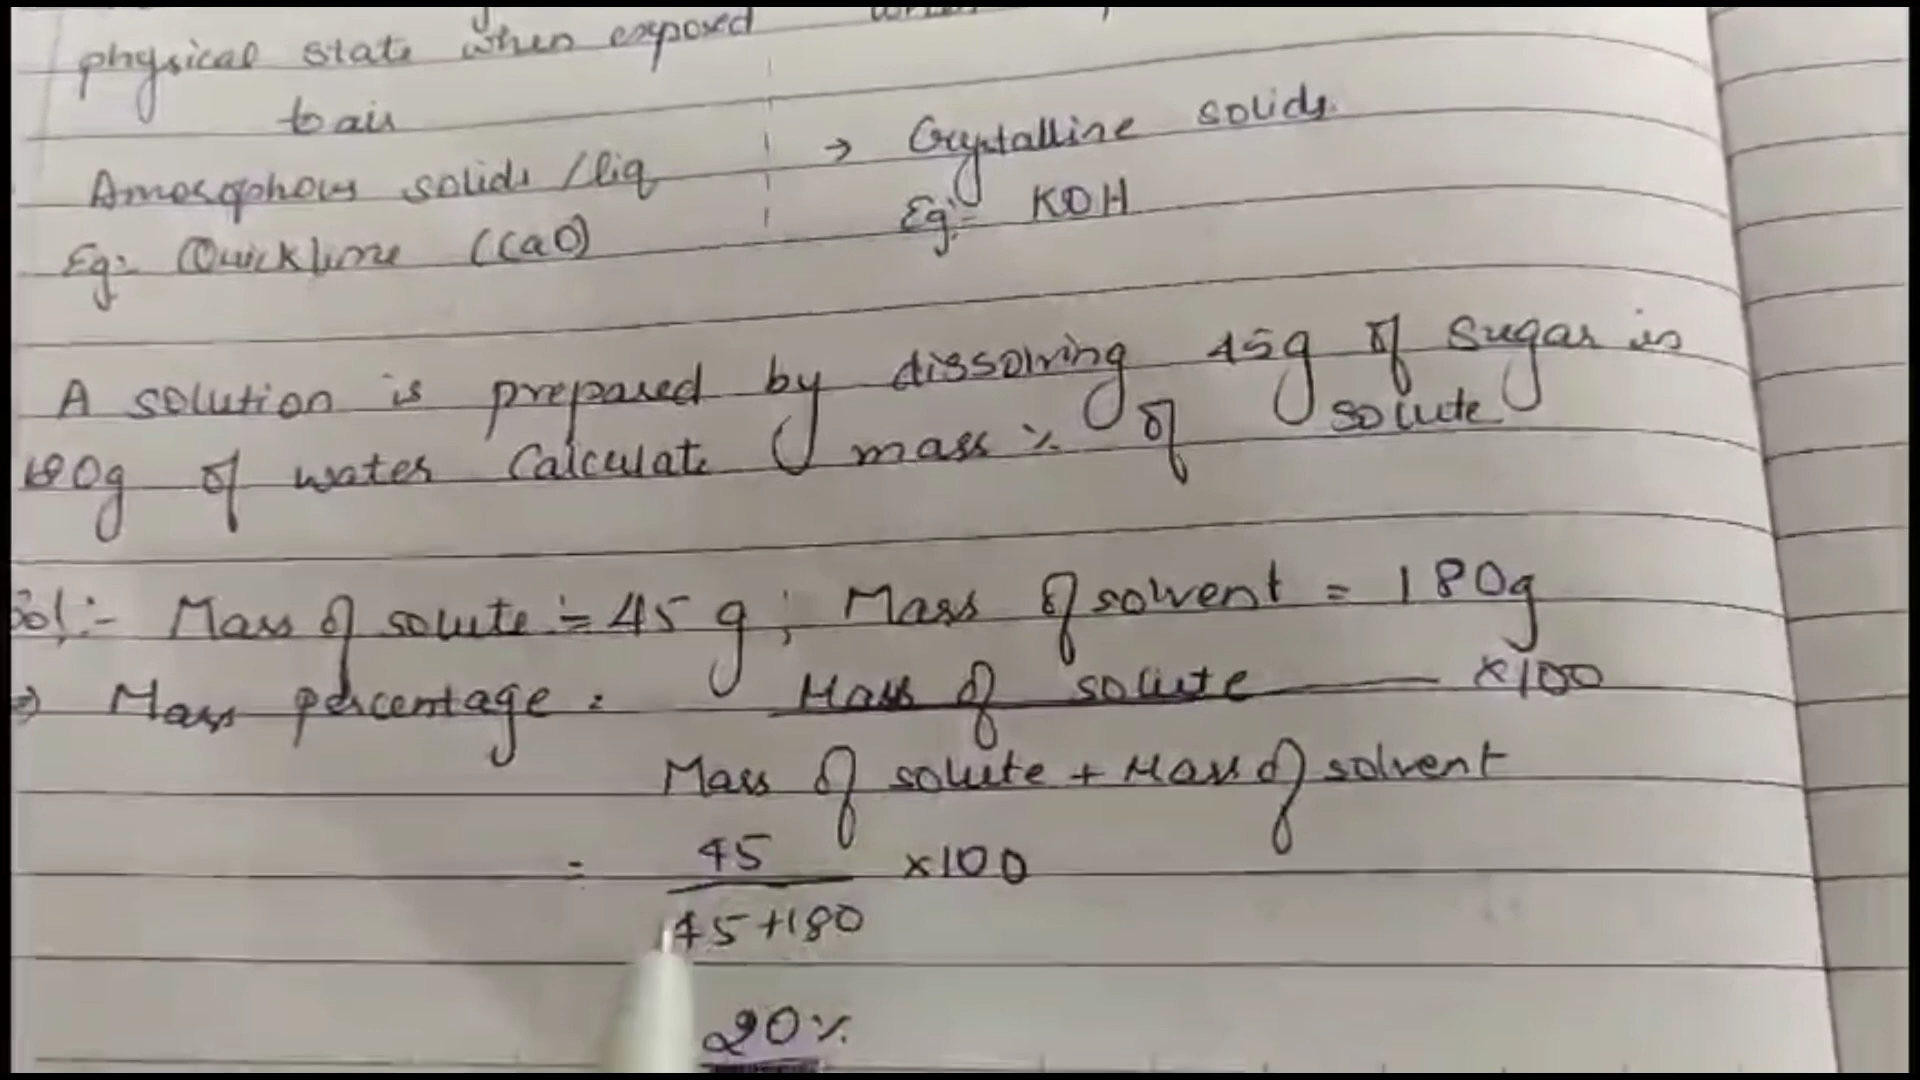 physical state when exposed
to air
Amorphous solids / liq → Crystalline solids.
Eg:- Quicklime (CaO) Eg:- KOH
A solution is prepared by dissolving 45g of sugar in
180g of water Calculate mass % of solute
Sol:- Mass of solute = 45 g ; Mass of solvent = 180g
⇒ Mass percentage = Mass of solute ×100
Mass of solute + Mass of solvent
= 45 ×100
45+180
20%